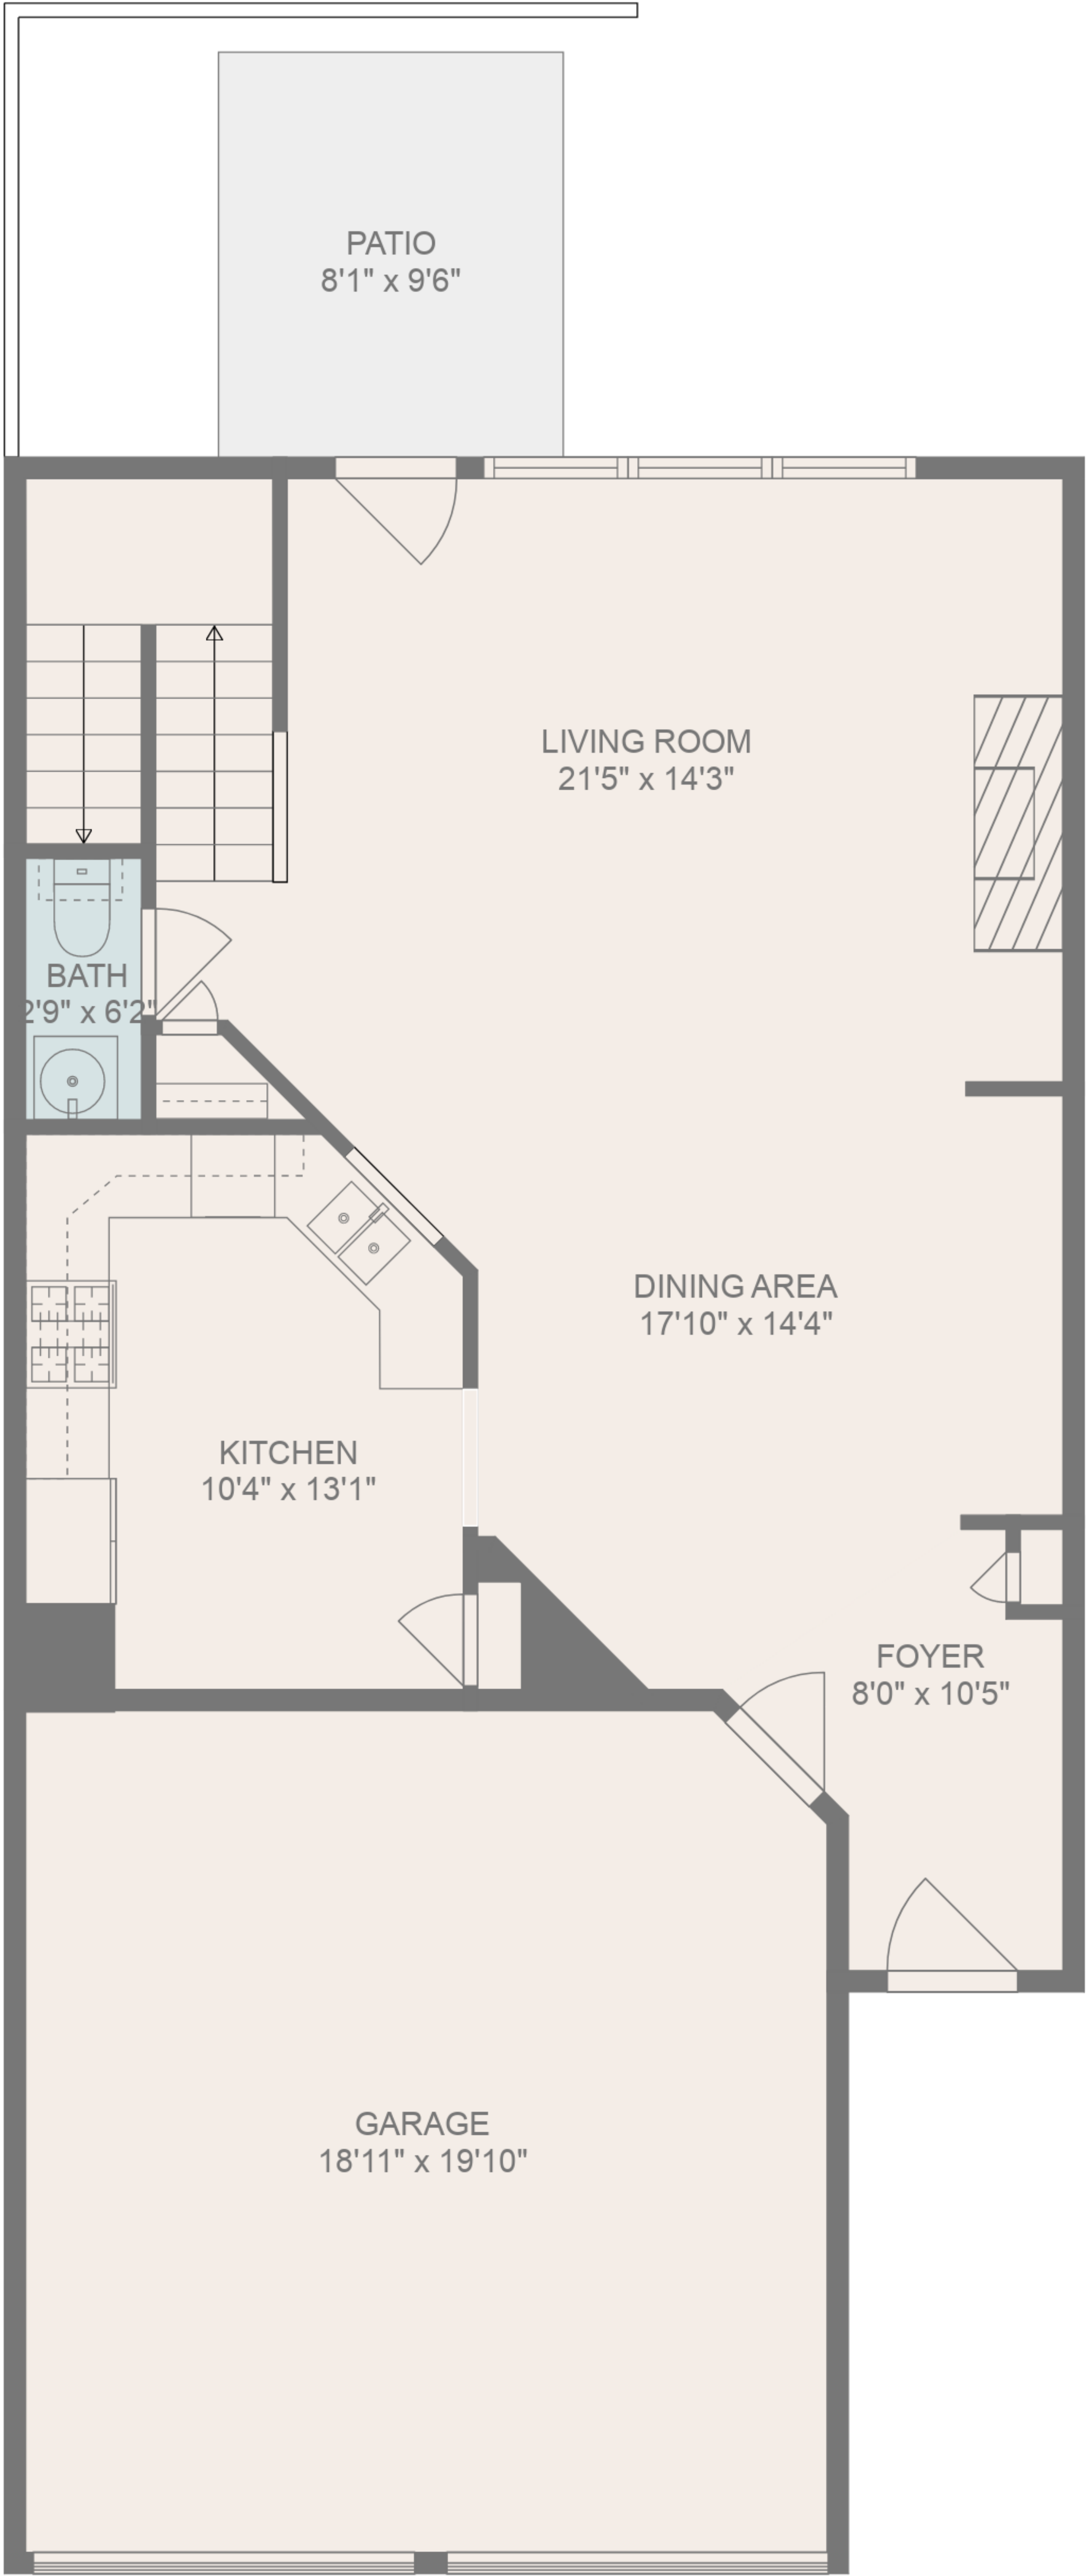 PATIO
8'1" x 9'6"
LIVING ROOM
21'5" x 14'3"
BATH
2'9" x 6'2"
DINING AREA
17'10" x 14'4"
KITCHEN
10'4" x 13'1"
FOYER
8'0" x 10'5"
GARAGE
18'11" x 19'10"